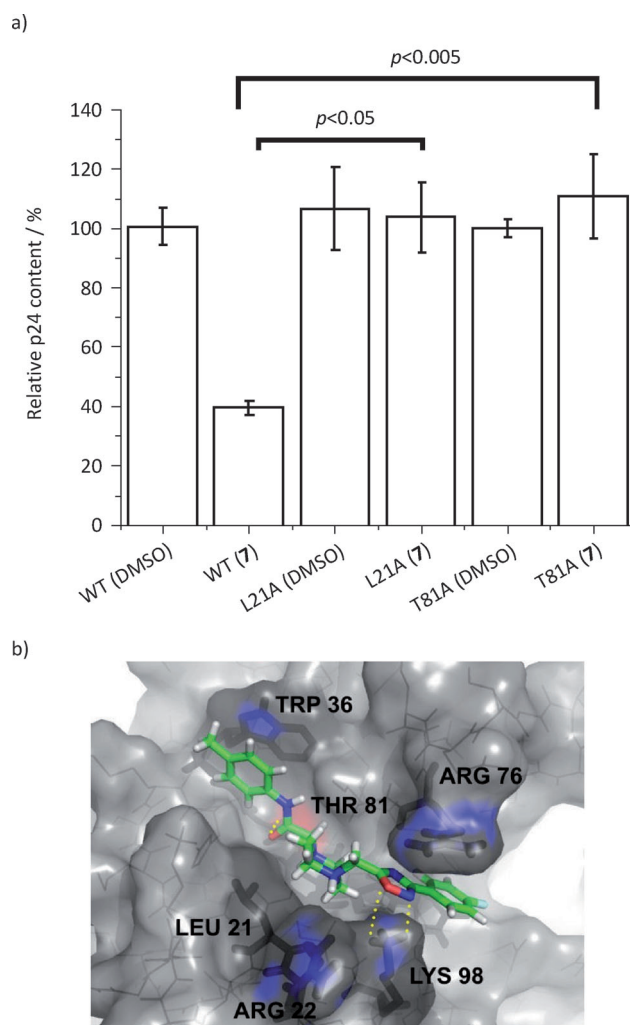 a)
p<0.005
p<0.05
140
120
100
80
60
40
20
0
Relative p24 content / %
WT (DMSO)
WT (7)
L21A (DMSO)
L21A (7)
T81A (DMSO)
T81A (7)
b)
TRP 36
ARG 76
THR 81
LEU 21
LYS 98
ARG 22